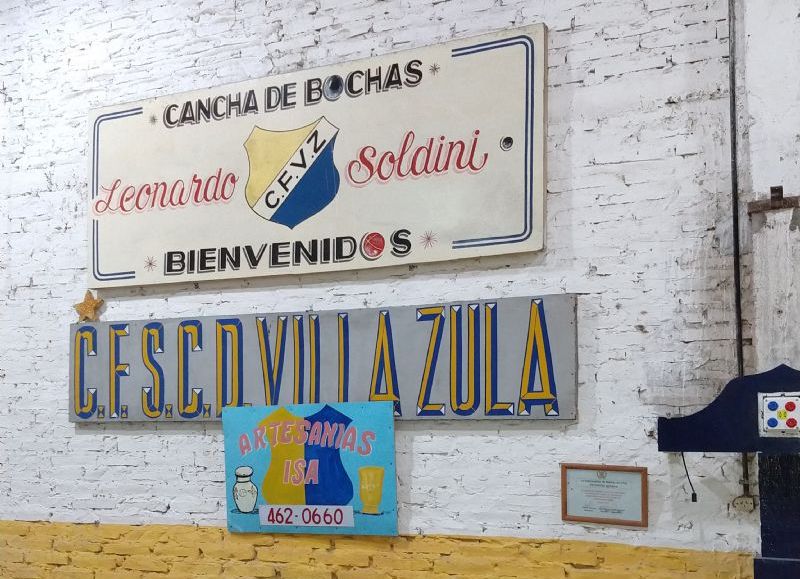 CANCHA DE BOCHAS
Leonardo
C.F.V.Z
Soldini
BIENVENIDOS
C.F.S.C.D. VILLA ZULA
ARTESANIAS
ISA
462-0660